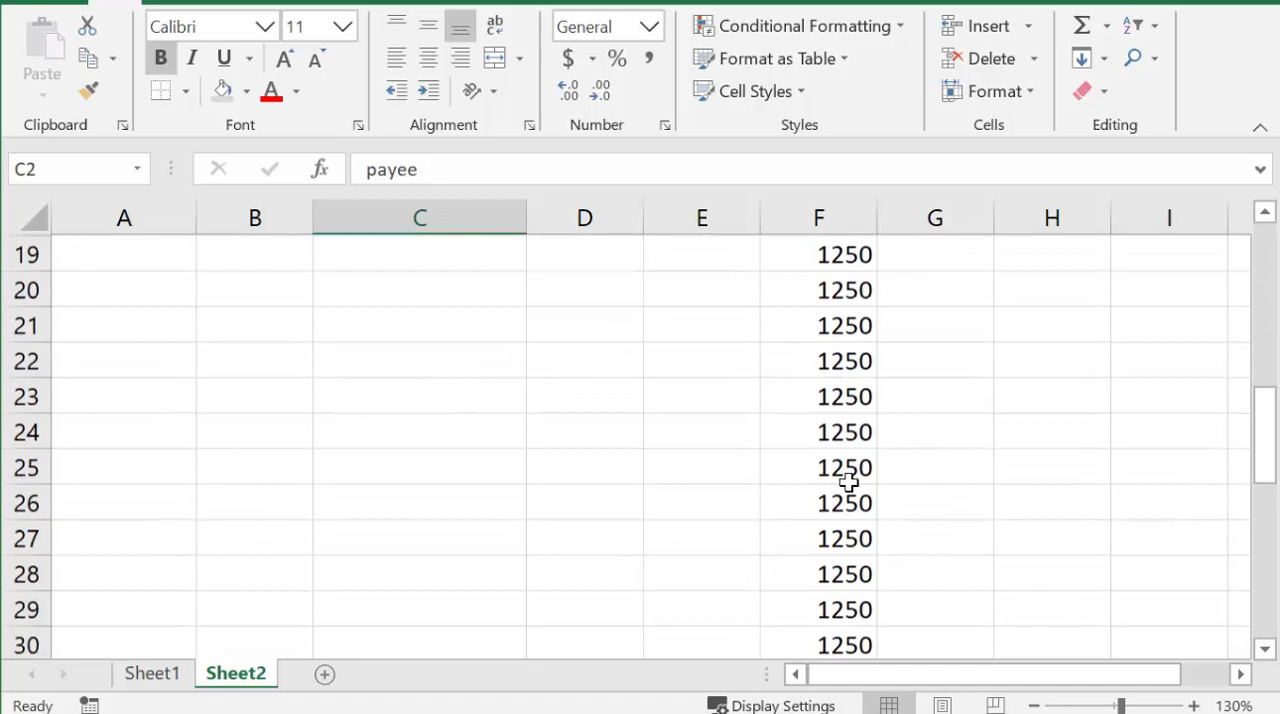 Calibri 11 ab General Conditional Formatting Insert Σ
Paste B I U A A $ % , Format as Table Delete
A Cell Styles Format
Clipboard Font Alignment Number Styles Cells Editing
C2 fx payee
A B C D E F G H I
19 1250
20 1250
21 1250
22 1250
23 1250
24 1250
25 1250
26 1250
27 1250
28 1250
29 1250
30 1250
Sheet1 Sheet2
Ready Display Settings 130%